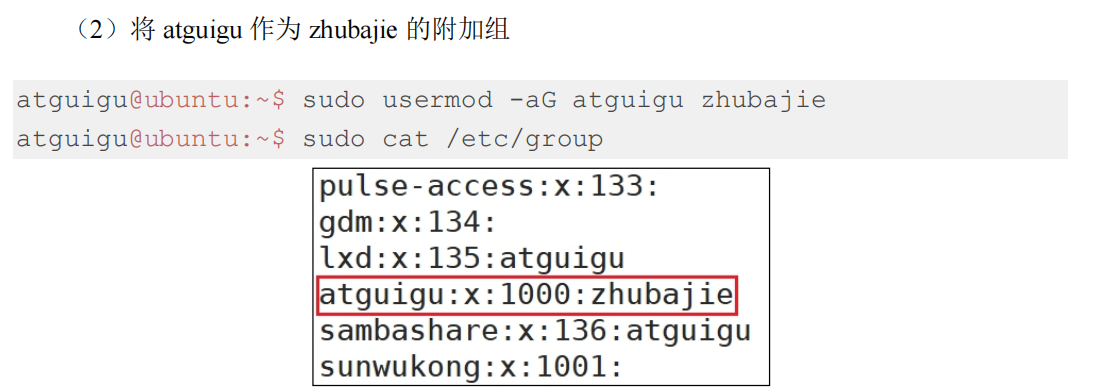 （2）将 atguigu 作为 zhubajie 的附加组
atguigu@ubuntu:~$ sudo usermod -aG atguigu zhubajie
atguigu@ubuntu:~$ sudo cat /etc/group
pulse-access:x:133:
gdm:x:134:
lxd:x:135:atguigu
atguigu:x:1000:zhubajie
sambashare:x:136:atguigu
sunwukong:x:1001: